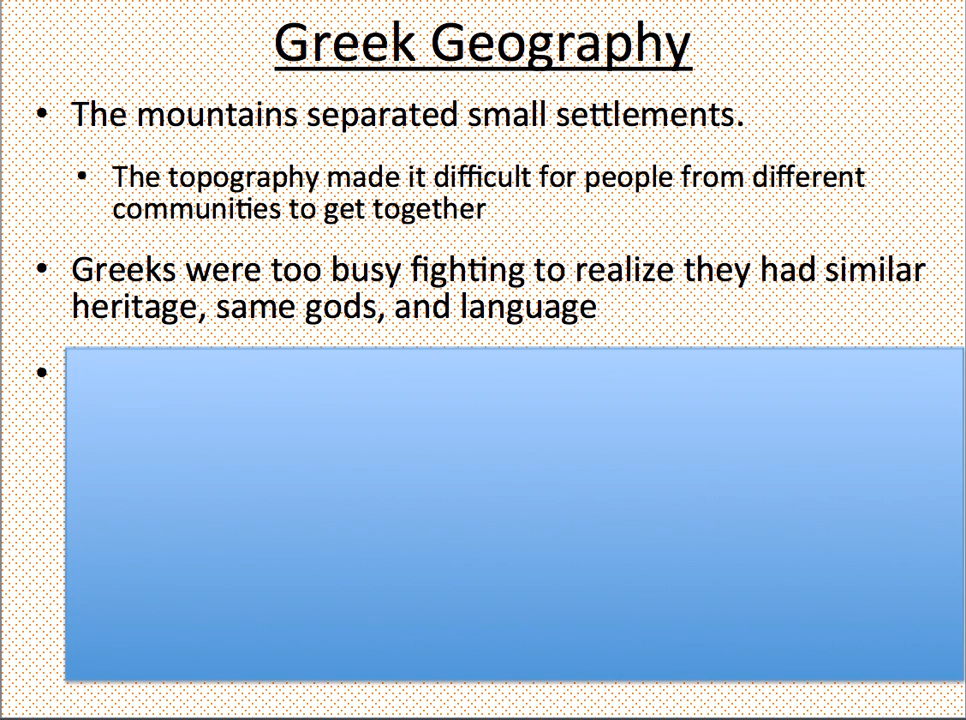 Greek Geography
• The mountains separated small settlements.
• The topography made it difficult for people from different
communities to get together
• Greeks were too busy fighting to realize they had similar
heritage, same gods, and language
•